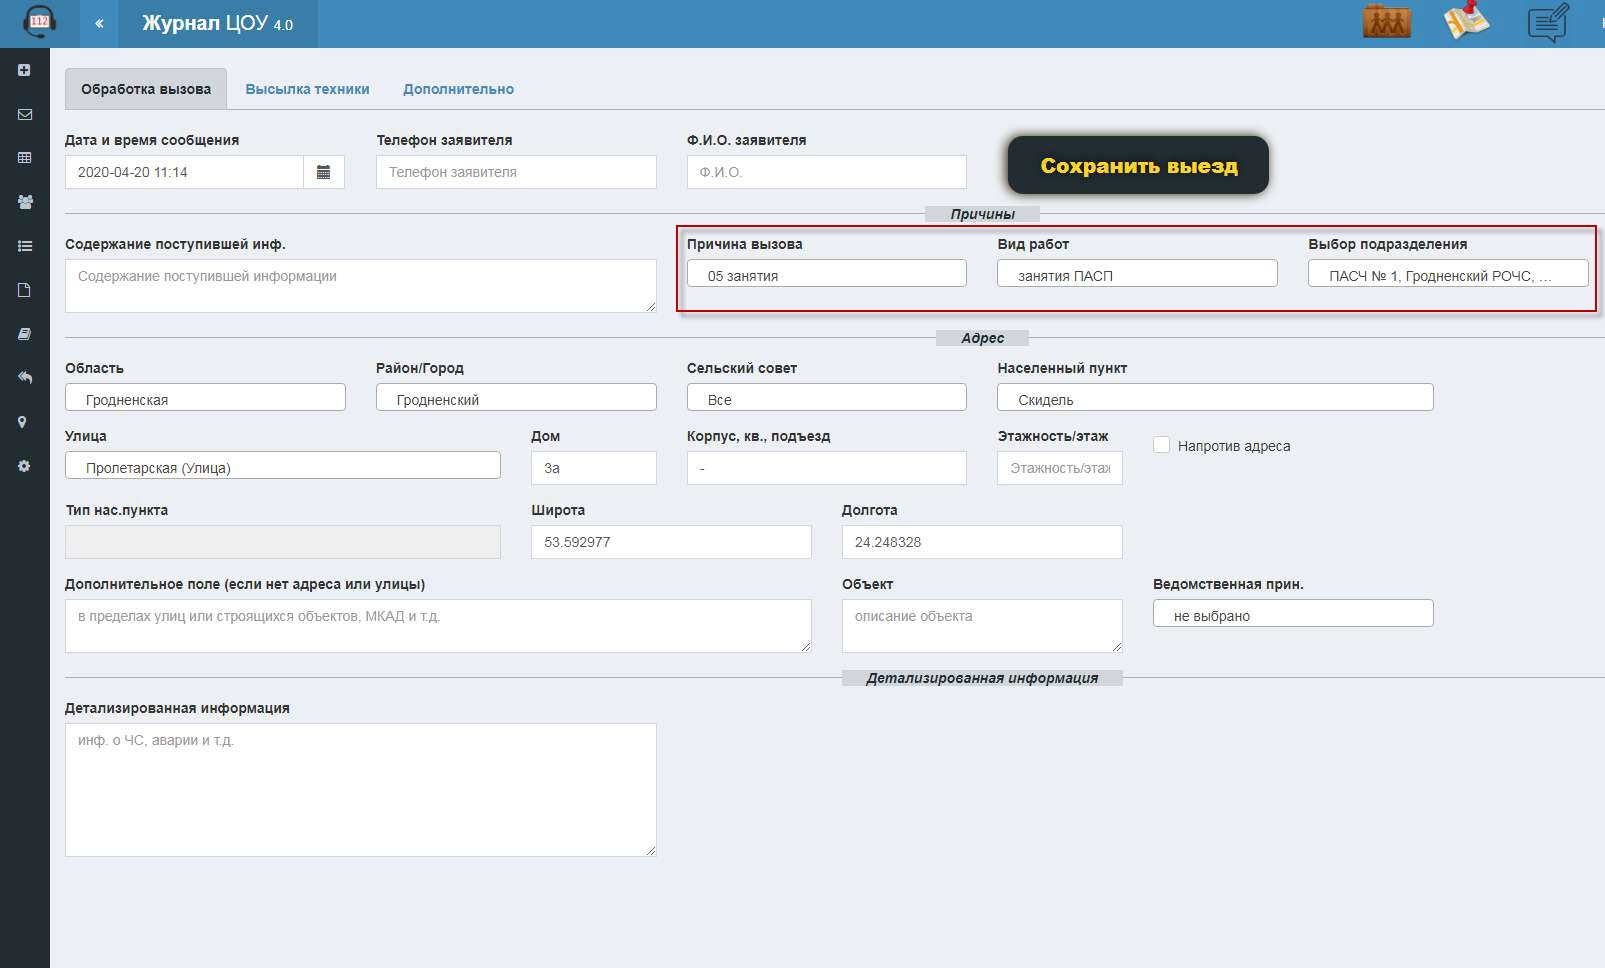 112
«
Журнал ЦОУ 4.0
Обработка вызова
Высылка техники
Дополнительно
Дата и время сообщения
Телефон заявителя
Ф.И.О. заявителя
2020-04-20 11:14
Телефон заявителя
Ф.И.О.
Сохранить выезд
Причины
Содержание поступившей инф.
Причина вызова
Вид работ
Выбор подразделения
Содержание поступившей информации
05 занятия
занятия ПАСП
ПАСЧ № 1, Гродненский РОЧС, ...
Адрес
Область
Район/Город
Сельский совет
Населенный пункт
Гродненская
Гродненский
Все
Скидель
Улица
Дом
Корпус, кв., подъезд
Этажность/этаж
Напротив адреса
Пролетарская (Улица)
3а
-
Этажность/этаж
Тип нас.пункта
Широта
Долгота
53.592977
24.248328
Дополнительное поле (если нет адреса или улицы)
Объект
Ведомственная прин.
в пределах улиц или строящихся объектов, МКАД и т.д.
описание объекта
не выбрано
Детализированная информация
Детализированная информация
инф. о ЧС, аварии и т.д.